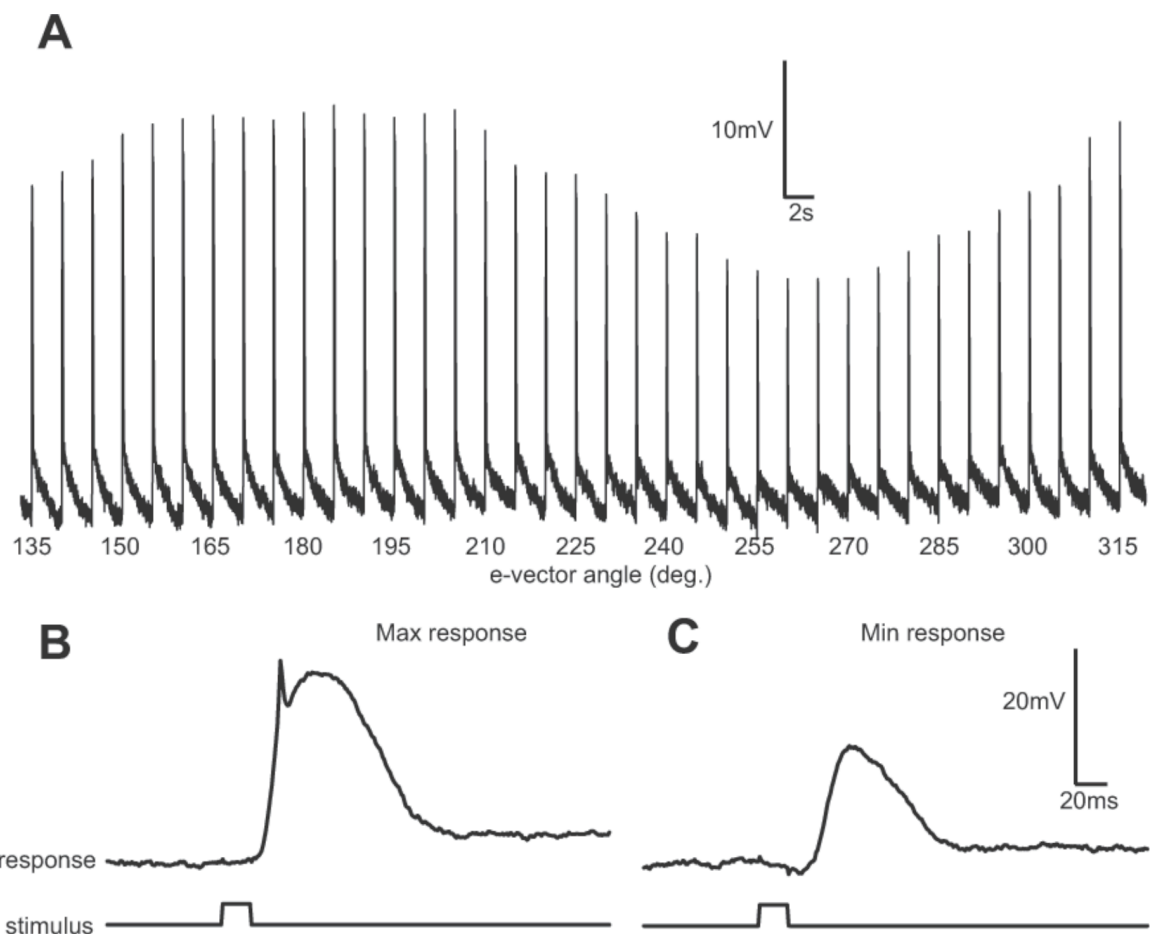 A
10mV
2s
135 150 165 180 195 210 225 240 255 270 285 300 315
e-vector angle (deg.)
B Max response
C Min response
20mV
20ms
response
stimulus